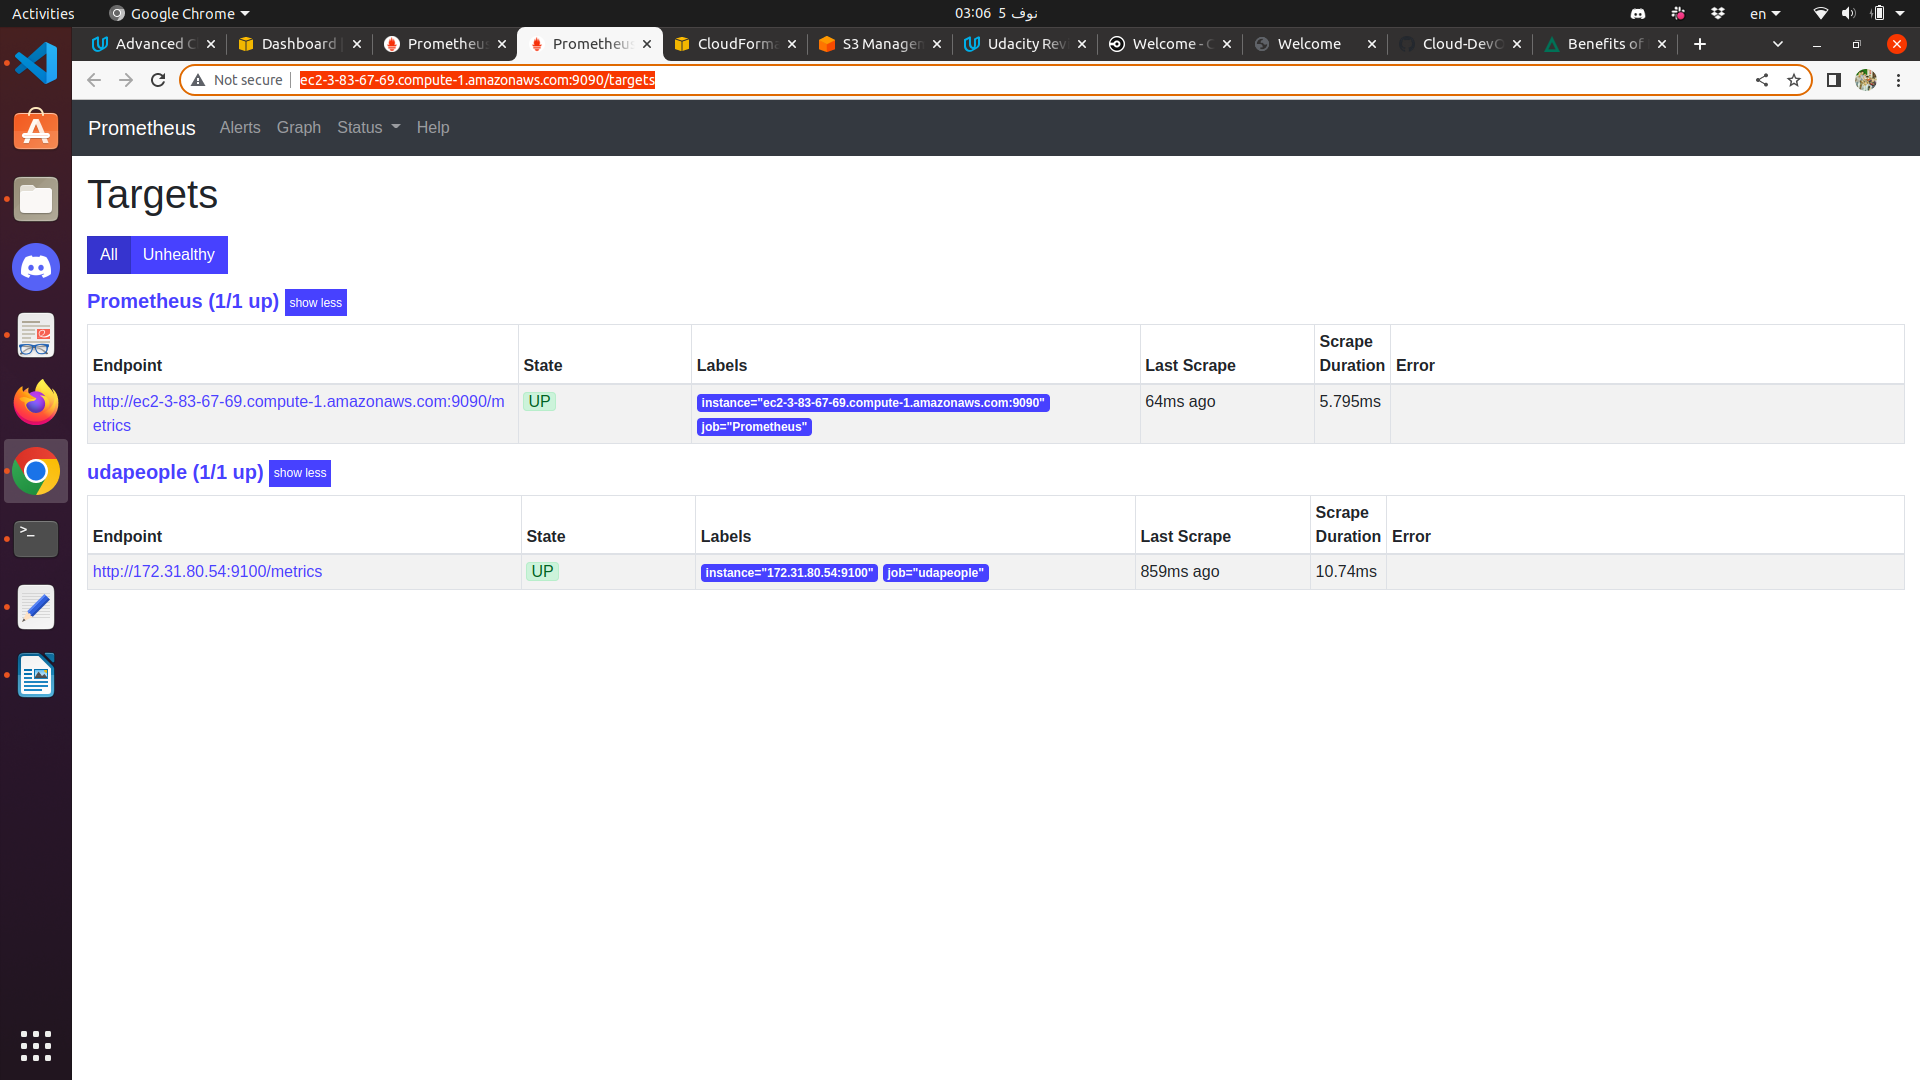 Activities Google Chrome 03:06 5 نوف en
Advanced C Dashboard | Prometheus Prometheus CloudForma S3 Manager Udacity Rev Welcome - C Welcome Cloud-DevO Benefits of
Not secure ec2-3-83-67-69.compute-1.amazonaws.com:9090/targets
Prometheus Alerts Graph Status Help
Targets
All Unhealthy
Prometheus (1/1 up) show less
Endpoint State Labels Last Scrape Scrape Duration Error
http://ec2-3-83-67-69.compute-1.amazonaws.com:9090/m UP instance="ec2-3-83-67-69.compute-1.amazonaws.com:9090" 64ms ago 5.795ms
etrics job="Prometheus"
udapeople (1/1 up) show less
Endpoint State Labels Last Scrape Scrape Duration Error
http://172.31.80.54:9100/metrics UP instance="172.31.80.54:9100" job="udapeople" 859ms ago 10.74ms